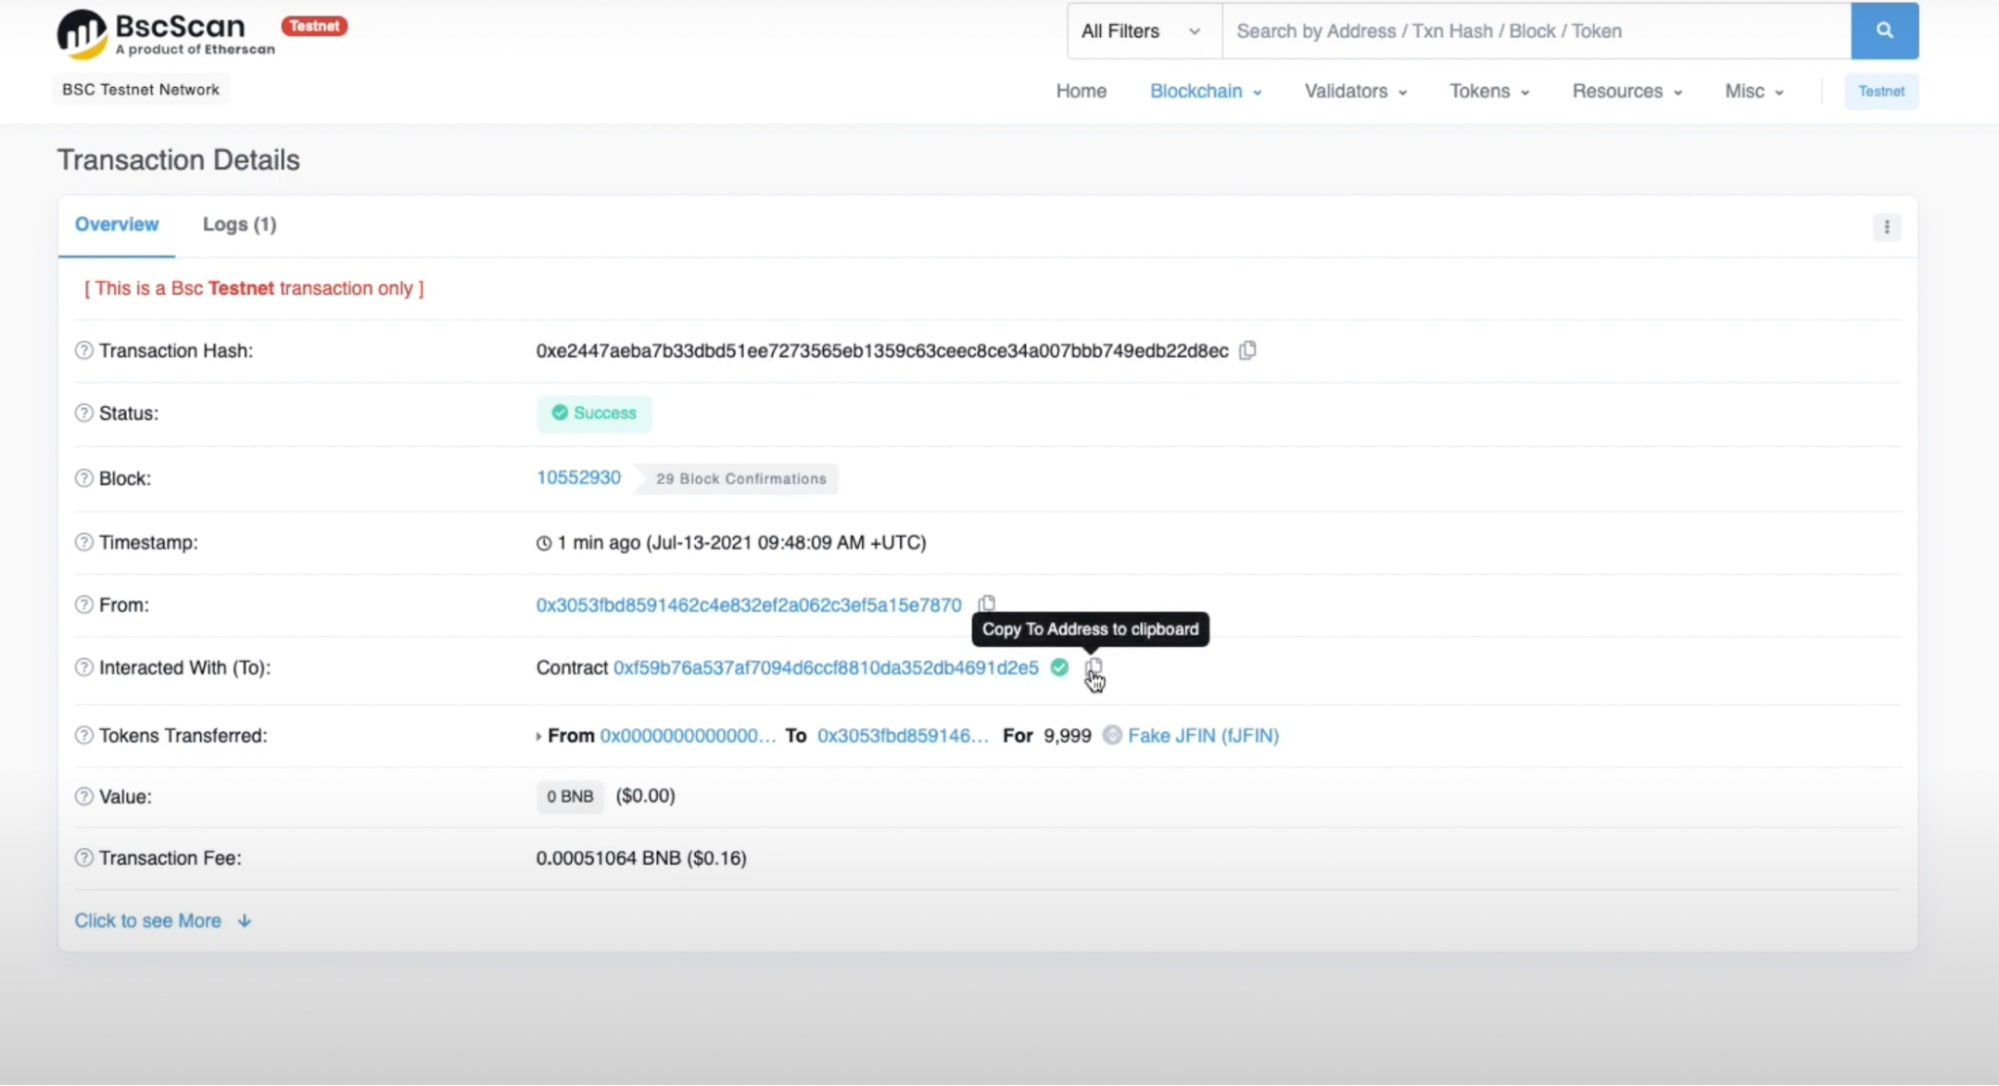 BscScan Testnet
A product of Etherscan
All Filters
Search by Address / Txn Hash / Block / Token
BSC Testnet Network
Home Blockchain Validators Tokens Resources Misc Testnet
Transaction Details
Overview Logs (1)
[ This is a Bsc Testnet transaction only ]
Transaction Hash: 0xe2447aeba7b33dbd51ee7273565eb1359c63ceec8ce34a007bbb749edb22d8ec
Status: Success
Block: 10552930 29 Block Confirmations
Timestamp: 1 min ago (Jul-13-2021 09:48:09 AM +UTC)
From: 0x3053fbd8591462c4e832ef2a062c3ef5a15e7870
Copy To Address to clipboard
Interacted With (To): Contract 0xf59b76a537af7094d6ccf8810da352db4691d2e5
Tokens Transferred: From 0x0000000000000... To 0x3053fbd859146... For 9,999 Fake JFIN (fJFIN)
Value: 0 BNB ($0.00)
Transaction Fee: 0.00051064 BNB ($0.16)
Click to see More